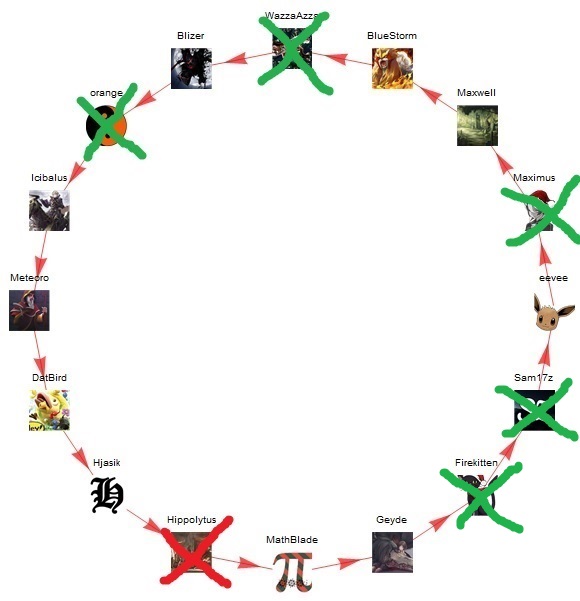 WazzaAzza
Blizer
BlueStorm
orange
Maxwell
Icibalus
Maximus
Meteoro
eevee
DatBird
Sam17z
Hjasik
Firekitten
Hippolytus
MathBlade
Geyde